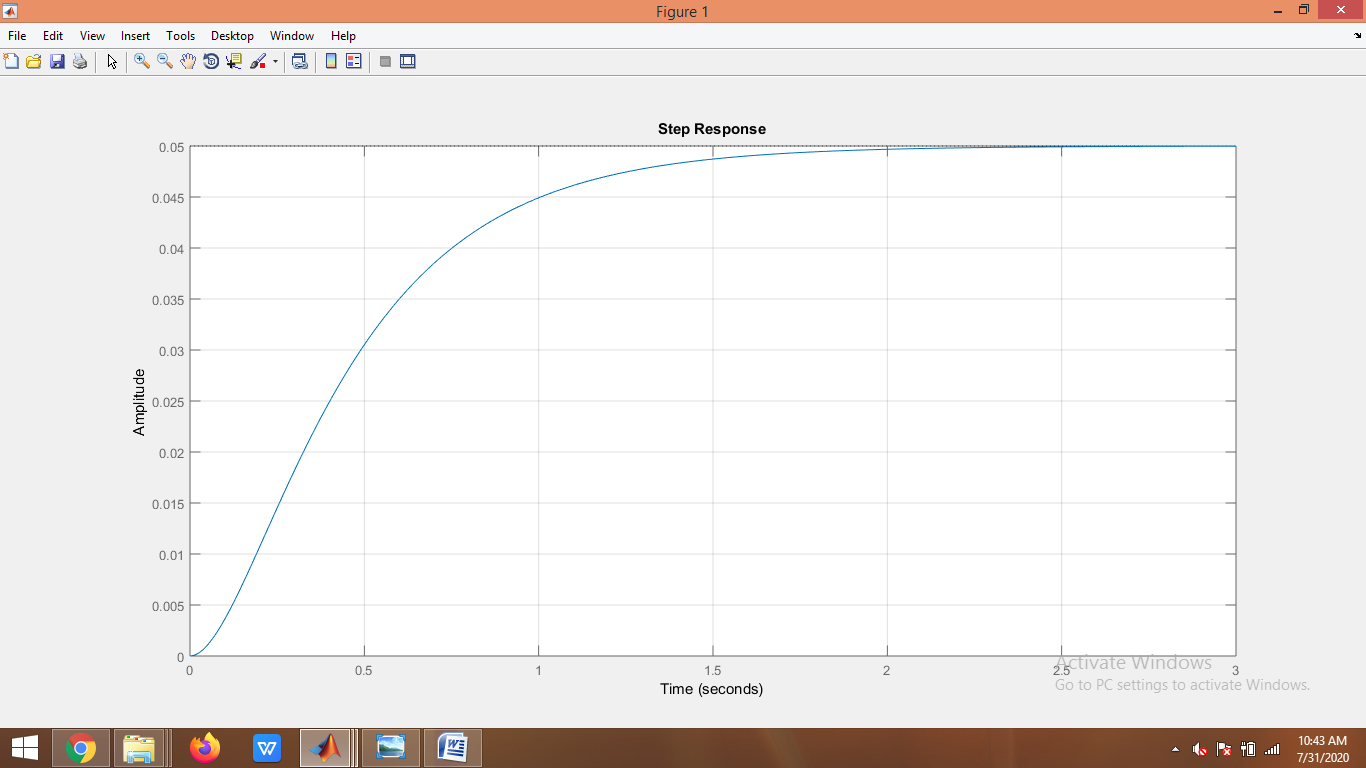 Figure 1
File Edit View Insert Tools Desktop Window Help
Step Response
0.05
0.045
0.04
0.035
0.03
0.025
0.02
0.015
0.01
0.005
0
Amplitude
0 0.5 1 1.5 2 2.5 3
Time (seconds)
Activate Windows
Go to PC settings to activate Windows.
W
W
10:43 AM
7/31/2020